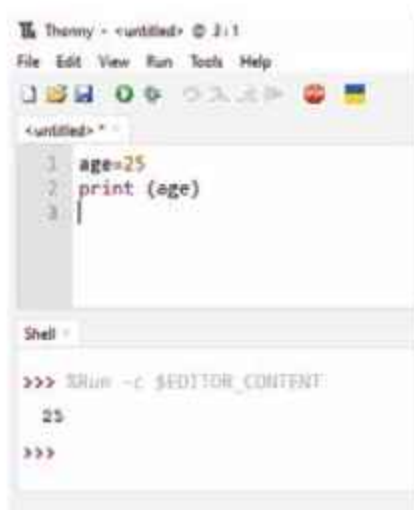 Thonny - <untitled> @ 3:1
File Edit View Run Tools Help
<untitled> *
1 age=25
2 print (age)
3
Shell
>>> %Run -c $EDITOR_CONTENT
25
>>>